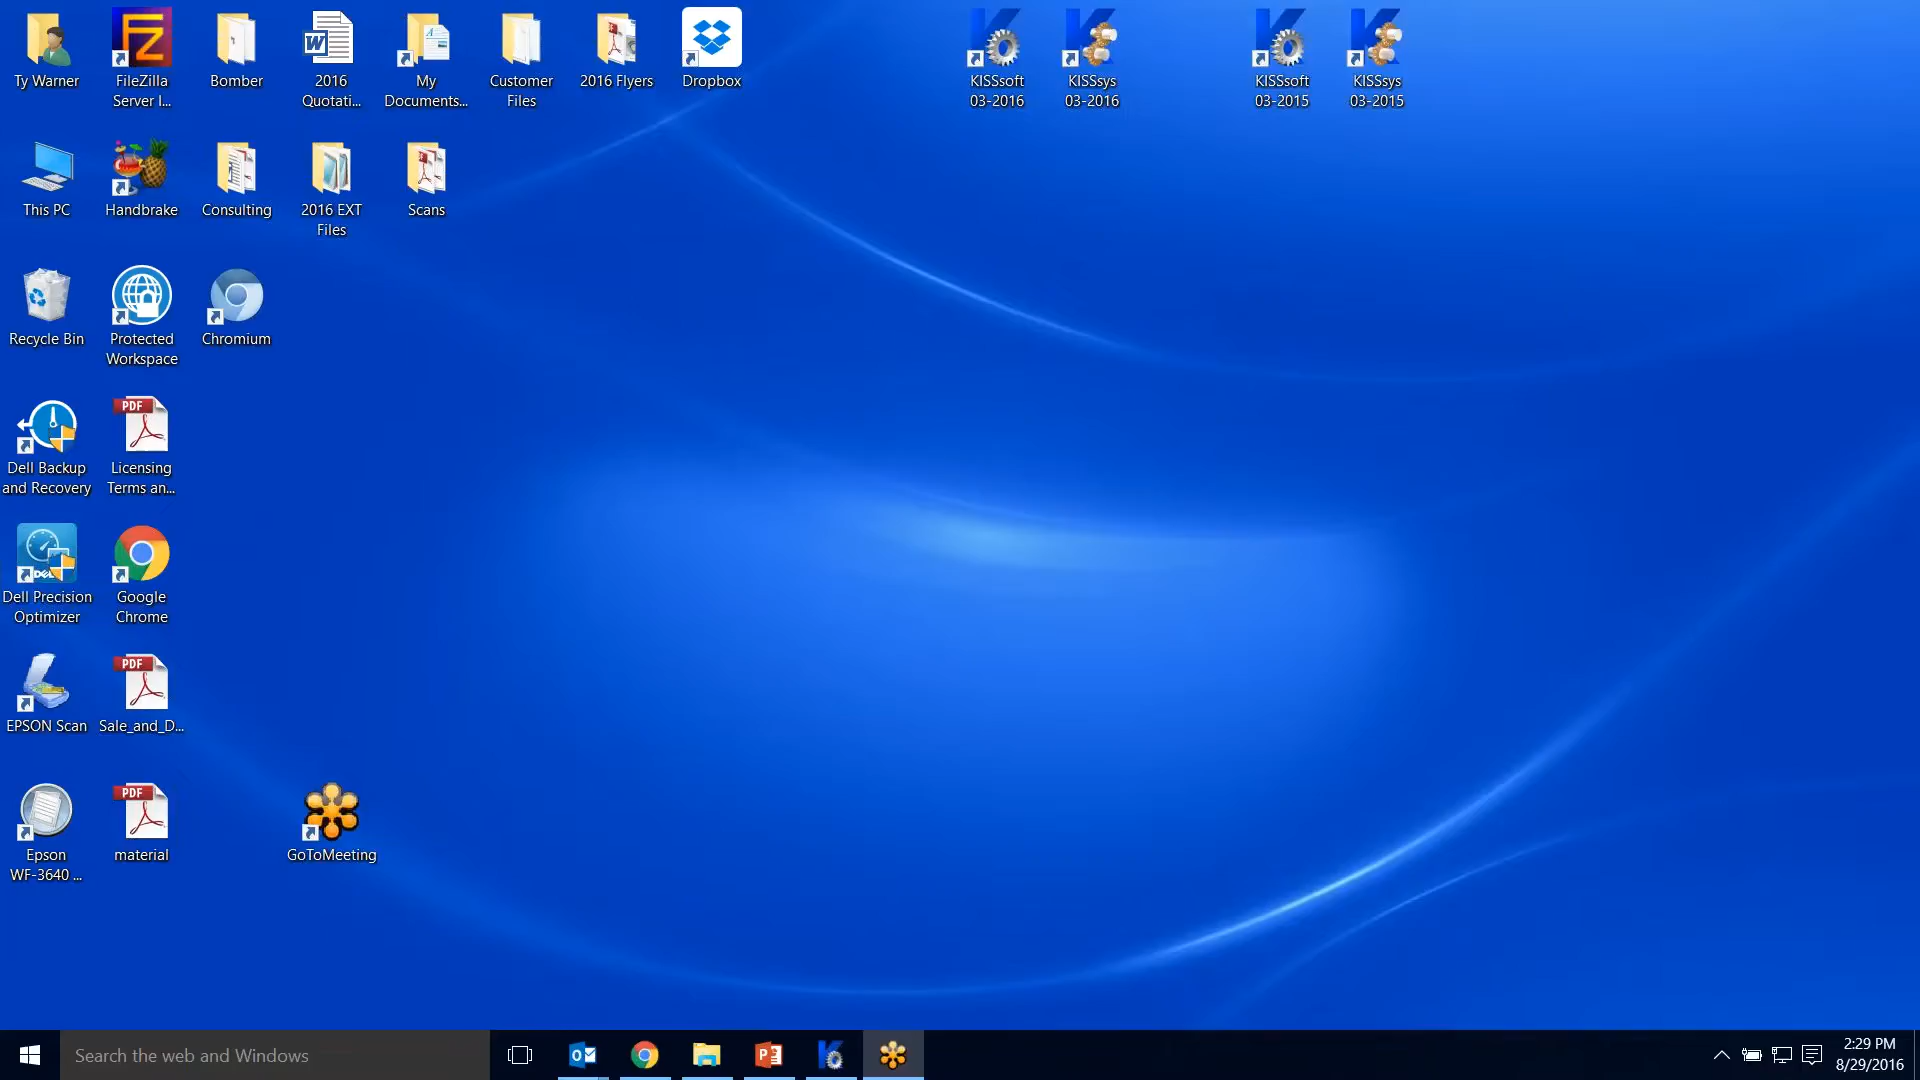 Ty Warner
FileZilla
Server I...
Bomber
2016
Quotati...
My
Documents...
Customer
Files
2016 Flyers
Dropbox
KISSsoft
03-2016
KISSsys
03-2016
KISSsoft
03-2015
KISSsys
03-2015
This PC
Handbrake
Consulting
2016 EXT
Files
Scans
Recycle Bin
Protected
Workspace
Chromium
Dell Backup
and Recovery
PDF
Licensing
Terms an...
Dell Precision
Optimizer
Google
Chrome
EPSON Scan
PDF
Sale_and_D...
Epson
WF-3640 ...
PDF
material
GoToMeeting
Search the web and Windows
2:29 PM
8/29/2016